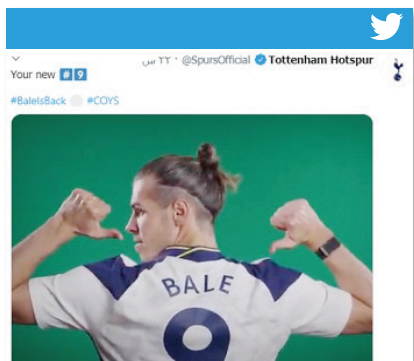 Tottenham Hotspur @SpursOfficial · ٢٢ س
Your new #️⃣9️⃣
#BaleIsBack ⚪ #COYS
BALE
9